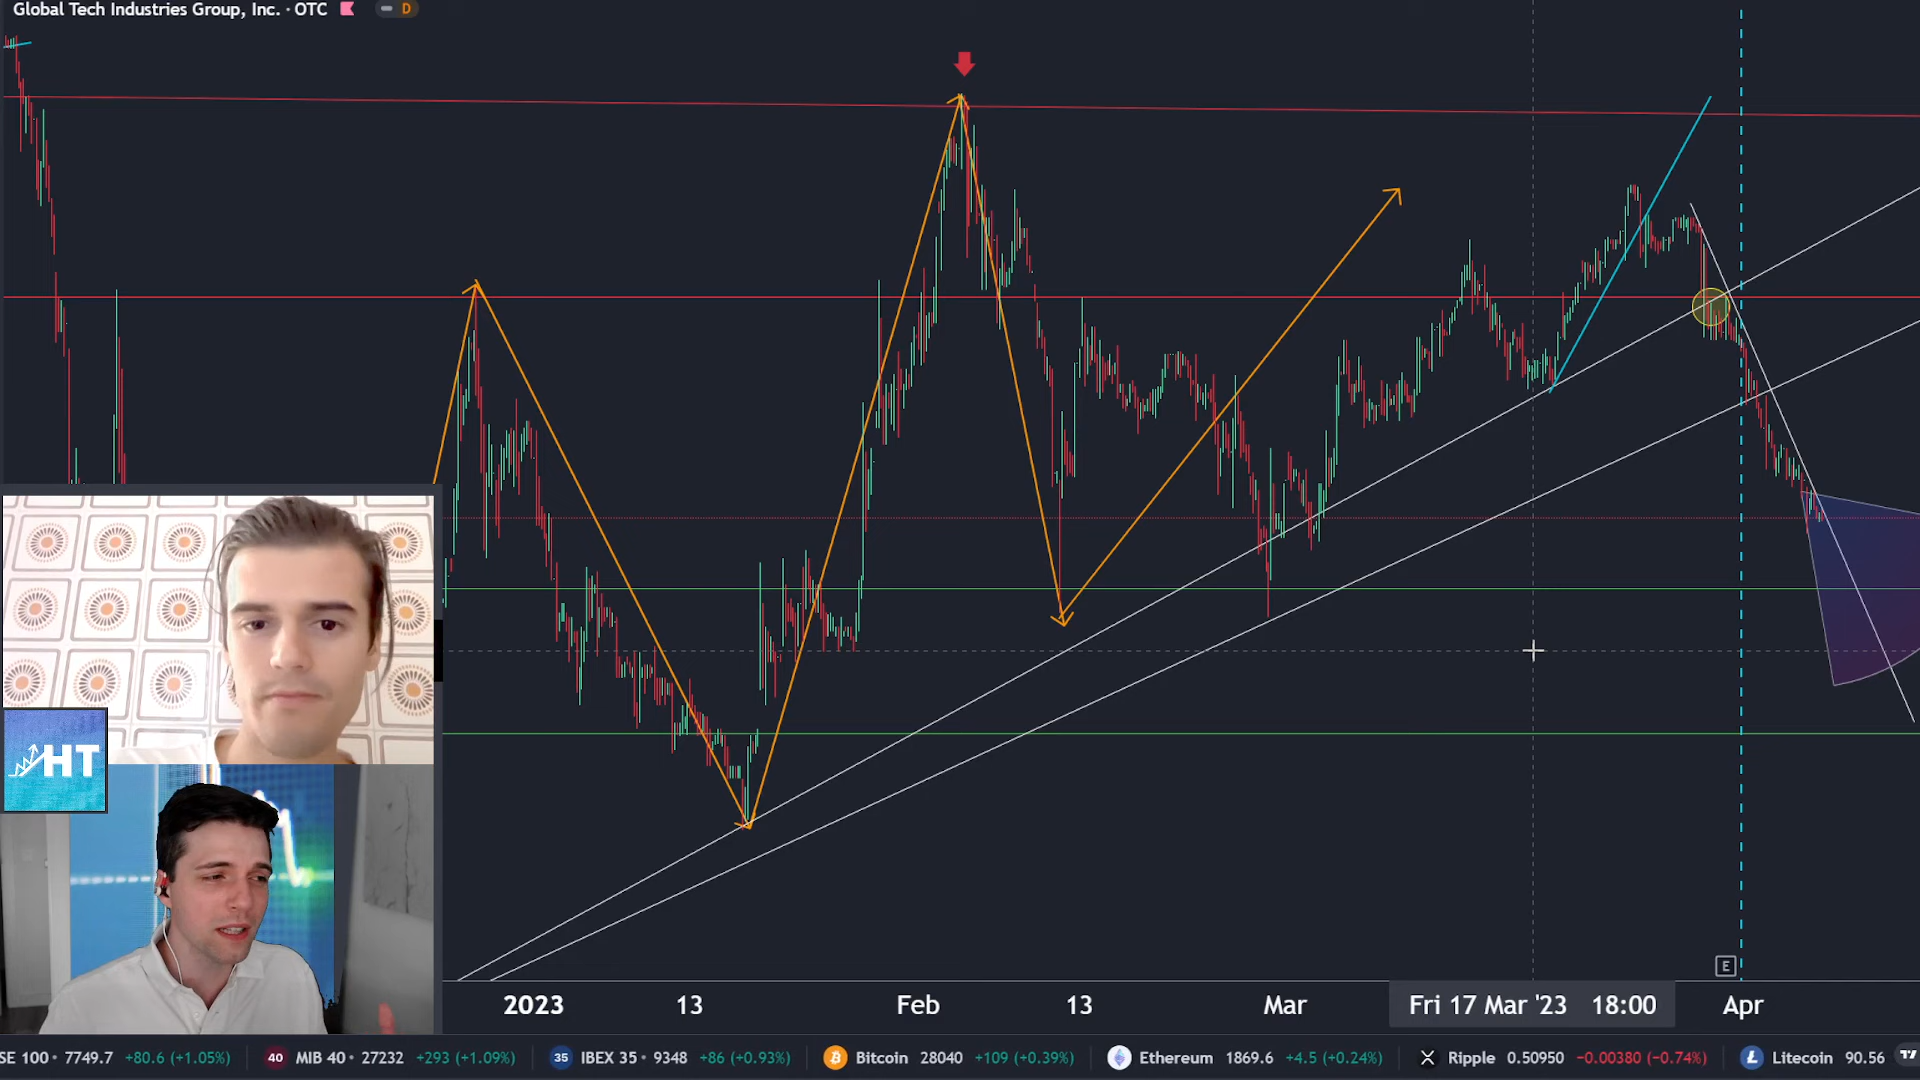 Global Tech Industries Group, Inc. · OTC
D
HT
E
2023 13 Feb 13 Mar Fri 17 Mar '23 18:00 Apr
SE 100 · 7749.7 +80.6 (+1.05%) 40 MIB 40 · 27232 +293 (+1.09%) 35 IBEX 35 · 9348 +86 (+0.93%) Bitcoin 28040 +109 (+0.39%) Ethereum 1869.6 +4.5 (+0.24%) Ripple 0.50950 −0.00380 (−0.74%) Litecoin 90.56